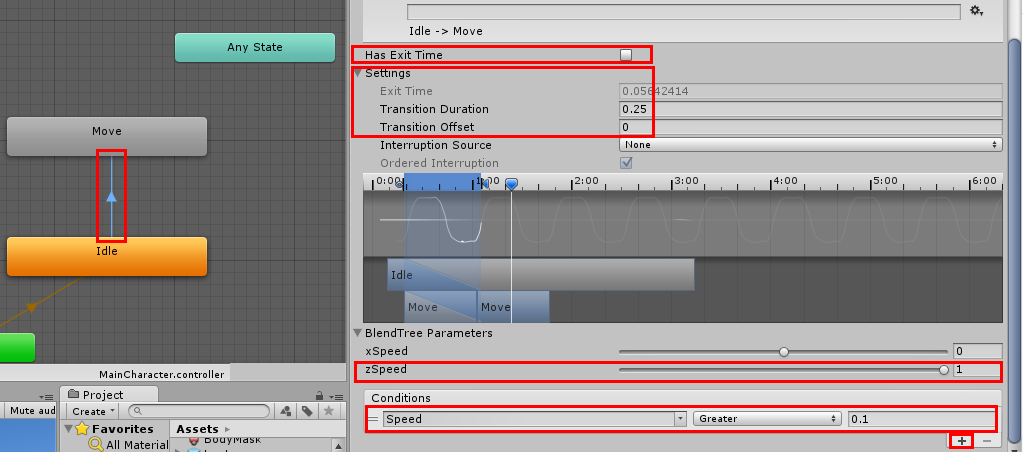 Any State
Move
Idle
MainCharacter.controller
Mute aud
Project
Create
Favorites
All Material
Assets
BodyMask
Idle -> Move
Has Exit Time
Settings
Exit Time 0.05642414
Transition Duration 0.25
Transition Offset 0
Interruption Source None
Ordered Interruption
0:00 1:00 2:00 3:00 4:00 5:00 6:00
Idle
Move Move
BlendTree Parameters
xSpeed 0
zSpeed 1
Conditions
Speed Greater 0.1
+ -